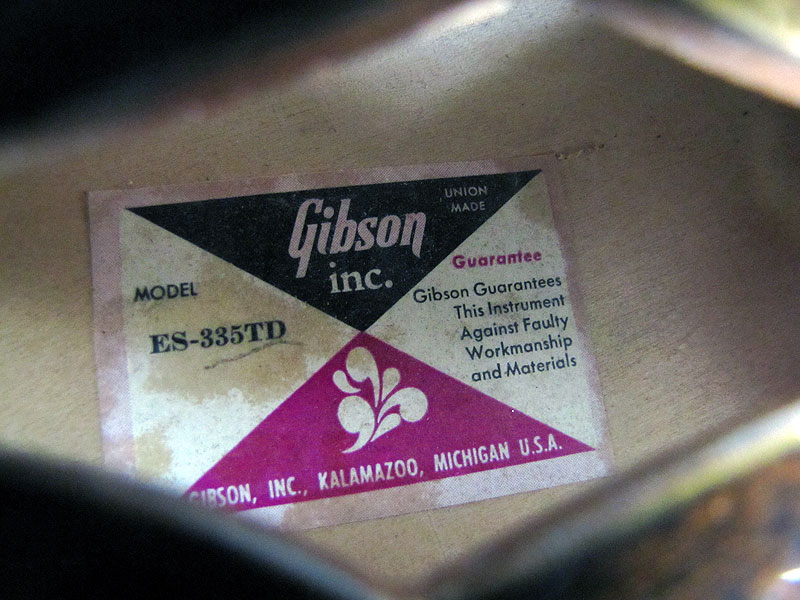 Gibson
inc.
UNION
MADE
MODEL
ES-335TD
Guarantee
Gibson Guarantees
This Instrument
Against Faulty
Workmanship
and Materials
GIBSON, INC., KALAMAZOO, MICHIGAN U.S.A.